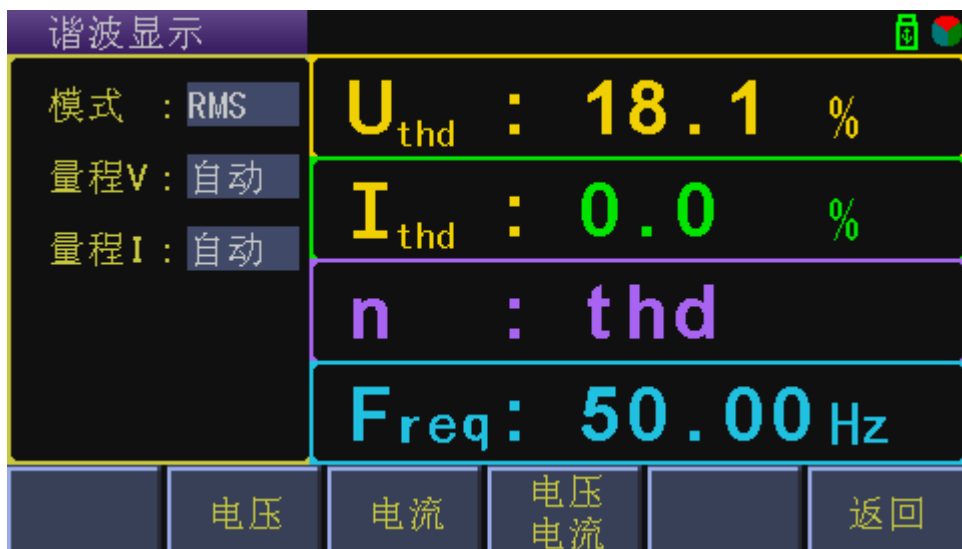 谐波显示
模式 : RMS
量程V : 自动
量程I : 自动
Uthd : 18.1 %
Ithd : 0.0 %
n : thd
Freq : 50.00 Hz
电压
电流
电压
电流
返回